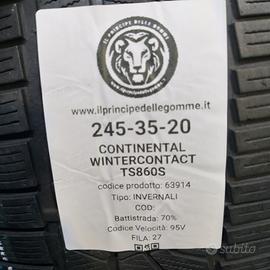 IL PRINCIPE DELLE GOMME
www.ilprincipedellegomme.it
245-35-20
CONTINENTAL
WINTERCONTACT
TS860S
codice prodotto: 63914
Tipo: INVERNALI
COD:
Battistrada: 70%
Codice Velocità: 95V
FILA: 27
subito